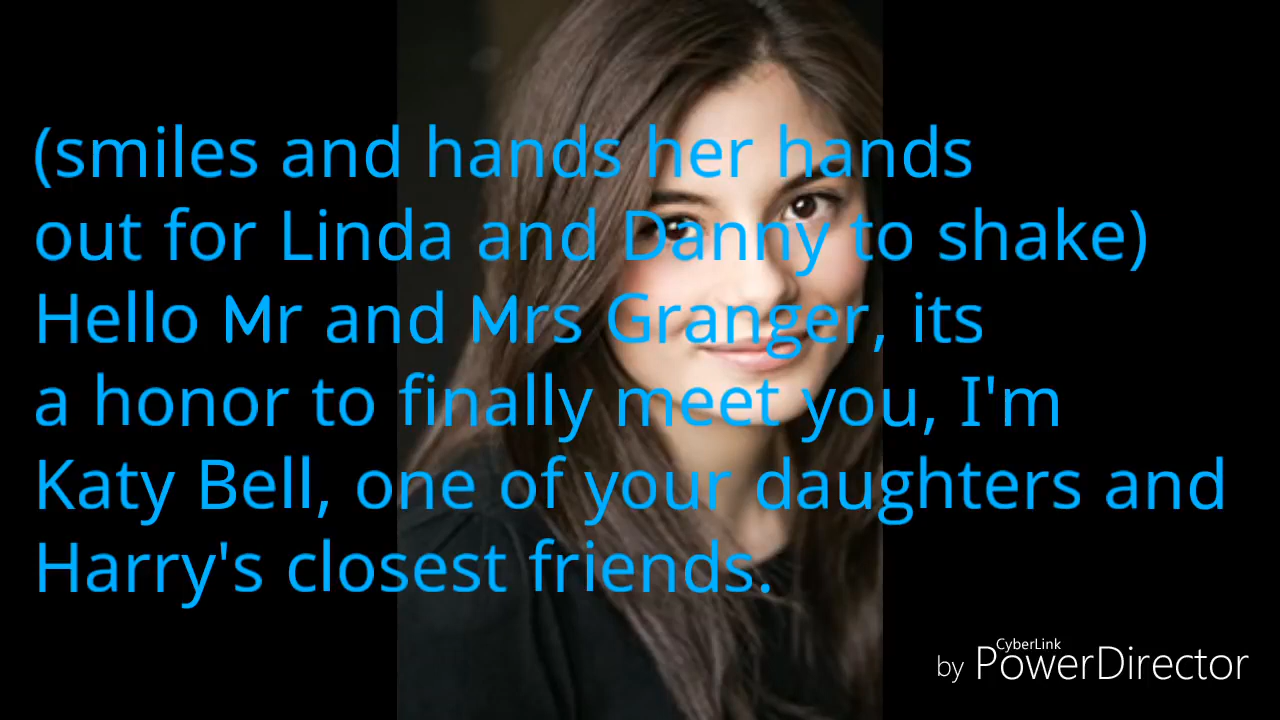 (smiles and hands her hands
out for Linda and Danny to shake)
Hello Mr and Mrs Granger, its
a honor to finally meet you, I'm
Katy Bell, one of your daughters and
Harry's closest friends.
CyberLink
by PowerDirector